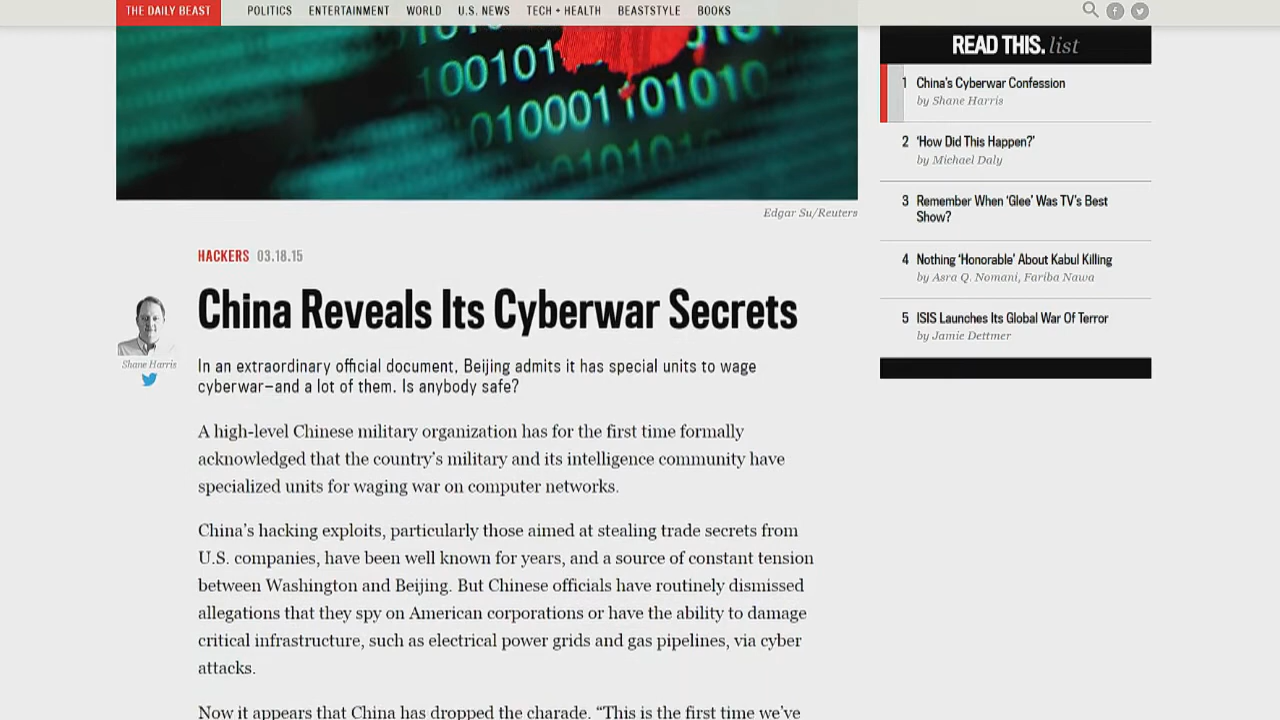 THE DAILY BEAST
POLITICS
ENTERTAINMENT
WORLD
U.S. NEWS
TECH + HEALTH
BEASTSTYLE
BOOKS
100101
010001101010
0101010
Edgar Su/Reuters
HACKERS 03.18.15
Shane Harris
China Reveals Its Cyberwar Secrets
In an extraordinary official document, Beijing admits it has special units to wage
cyberwar—and a lot of them. Is anybody safe?
A high-level Chinese military organization has for the first time formally
acknowledged that the country's military and its intelligence community have
specialized units for waging war on computer networks.
China's hacking exploits, particularly those aimed at stealing trade secrets from
U.S. companies, have been well known for years, and a source of constant tension
between Washington and Beijing. But Chinese officials have routinely dismissed
allegations that they spy on American corporations or have the ability to damage
critical infrastructure, such as electrical power grids and gas pipelines, via cyber
attacks.
Now it appears that China has dropped the charade. “This is the first time we've
READ THIS. list
1 China's Cyberwar Confession
by Shane Harris
2 ‘How Did This Happen?’
by Michael Daly
3 Remember When ‘Glee’ Was TV's Best
Show?
4 Nothing ‘Honorable’ About Kabul Killing
by Asra Q. Nomani, Fariba Nawa
5 ISIS Launches Its Global War Of Terror
by Jamie Dettmer